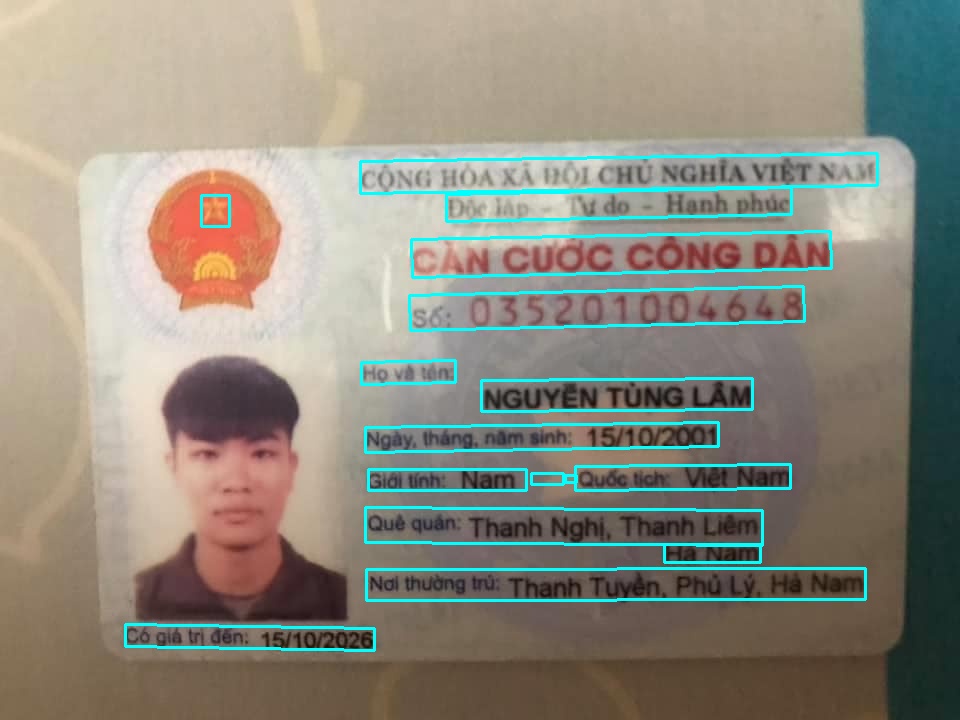 CỘNG HÒA XÃ HỘI CHỦ NGHĨA VIỆT NAM
Độc lập - Tự do - Hạnh phúc
CĂN CƯỚC CÔNG DÂN
Số: 035201004648
Họ và tên:
NGUYỄN TÙNG LÂM
Ngày, tháng, năm sinh: 15/10/2001
Giới tính: Nam Quốc tịch: Việt Nam
Quê quán: Thanh Nghị, Thanh Liêm
Hà Nam
Nơi thường trú: Thanh Tuyền, Phủ Lý, Hà Nam
Có giá trị đến: 15/10/2026